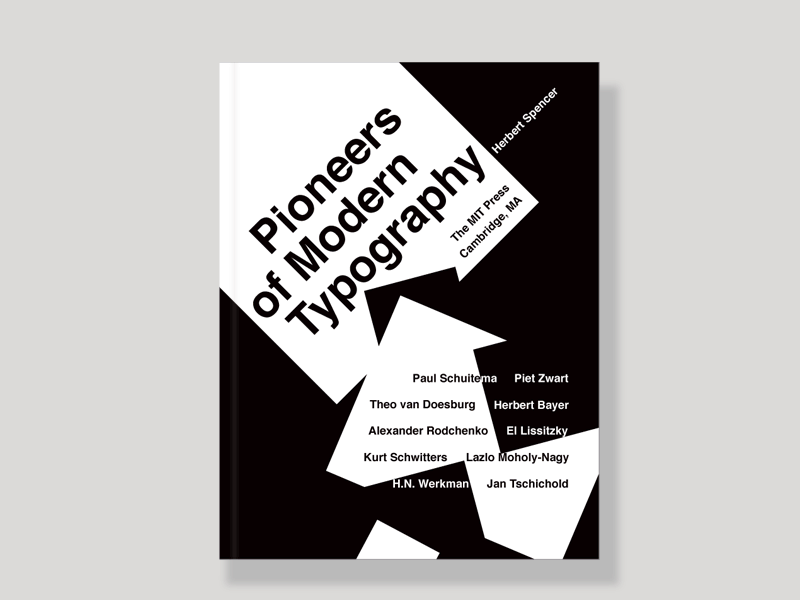 Pioneers
of Modern
Typography
Herbert Spencer
The MIT Press
Cambridge, MA
Paul Schuitema Piet Zwart
Theo van Doesburg Herbert Bayer
Alexander Rodchenko El Lissitzky
Kurt Schwitters Lazlo Moholy-Nagy
H.N. Werkman Jan Tschichold